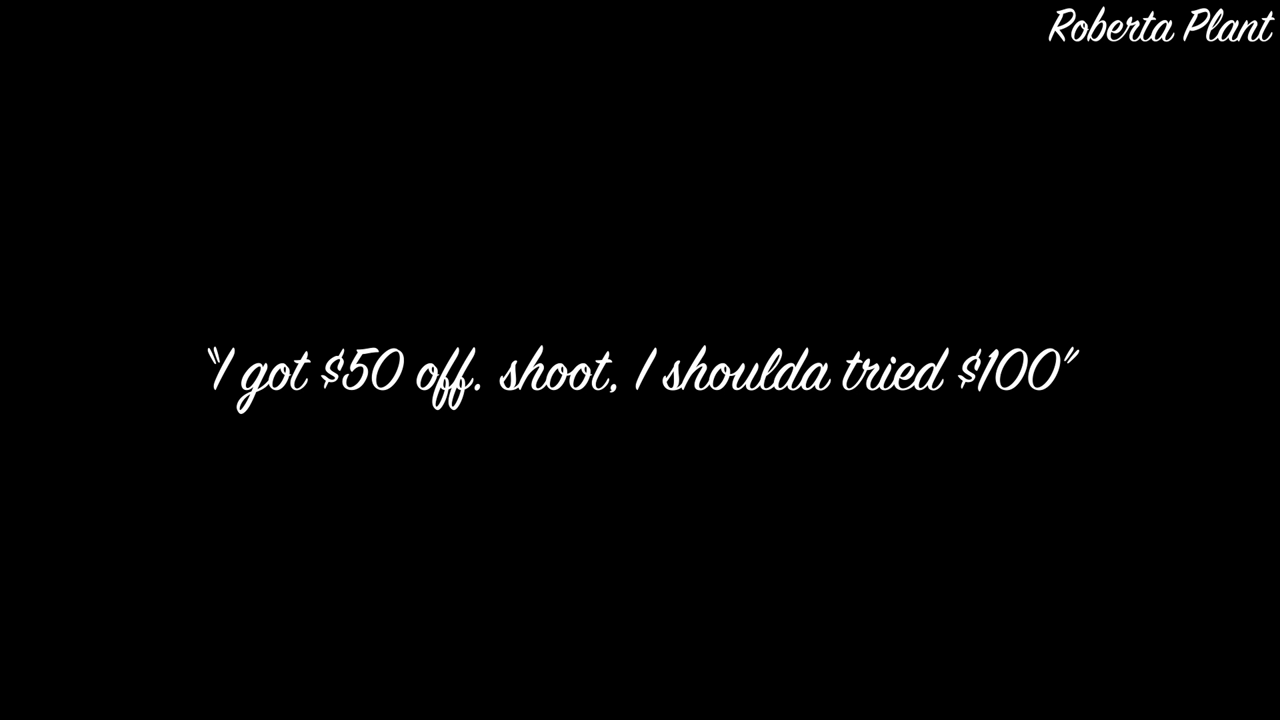 Roberta Plant
"I got $50 off. shoot, I shoulda tried $100"